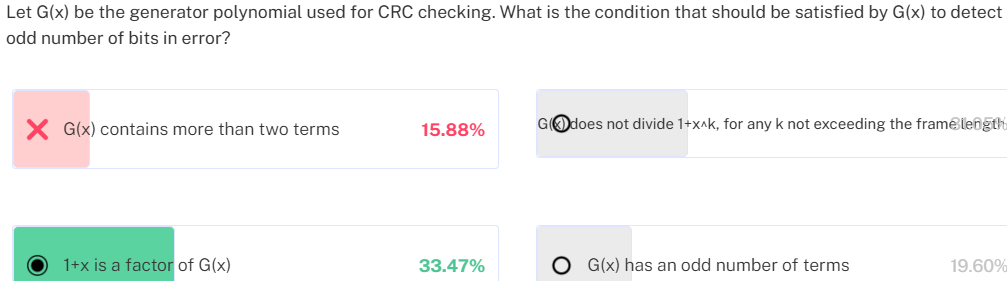 Let G(x) be the generator polynomial used for CRC checking. What is the condition that should be satisfied by G(x) to detect
odd number of bits in error?
G(x) contains more than two terms 15.88%
G(x) does not divide 1+x^k, for any k not exceeding the frame length
1+x is a factor of G(x) 33.47%
G(x) has an odd number of terms 19.60%